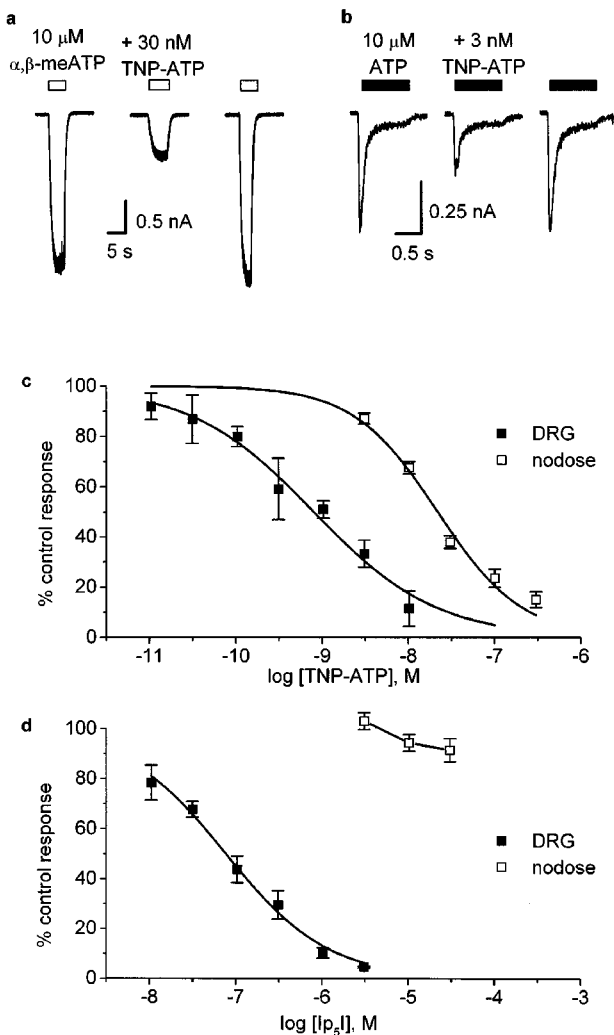 a
10 μM
α,β-meATP
+ 30 nM
TNP-ATP
0.5 nA
5 s
b
10 μM
ATP
+ 3 nM
TNP-ATP
0.25 nA
0.5 s
c
100
80
60
40
20
0
% control response
DRG
nodose
-11
-10
-9
-8
-7
-6
log [TNP-ATP], M
d
100
80
60
40
20
0
% control response
DRG
nodose
-8
-7
-6
-5
-4
-3
log [Ip₅I], M